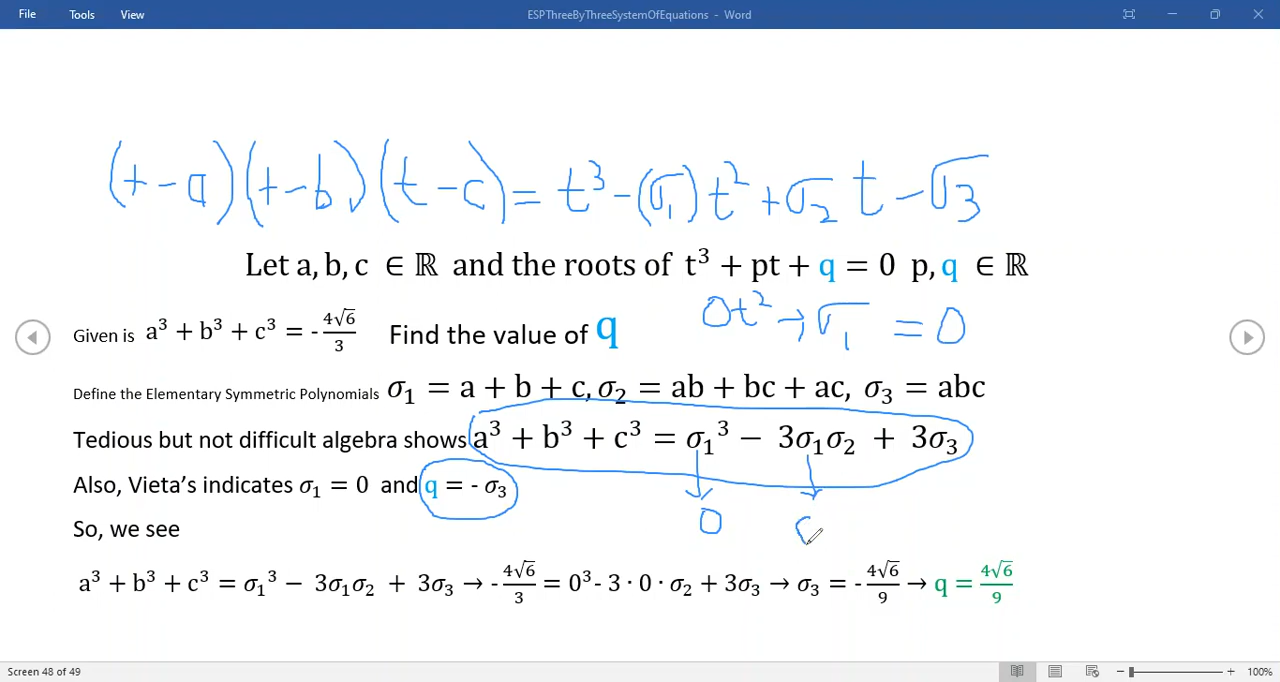 File Tools View ESPThreeByThreeSystemOfEquations - Word
(t-a)(t-b)(t-c) = t³ - (σ₁)t² + σ₂ t - σ₃
Let a, b, c ∈ ℝ and the roots of t³ + pt + q = 0 p, q ∈ ℝ
0t² → σ₁ = 0
Given is a³ + b³ + c³ = - 4√6/3 Find the value of q
Define the Elementary Symmetric Polynomials σ₁ = a + b + c, σ₂ = ab + bc + ac, σ₃ = abc
Tedious but not difficult algebra shows a³ + b³ + c³ = σ₁³ − 3σ₁σ₂ + 3σ₃
Also, Vieta's indicates σ₁ = 0 and q = - σ₃
0
So, we see
a³ + b³ + c³ = σ₁³ − 3σ₁σ₂ + 3σ₃ → - 4√6/3 = 0³ - 3 · 0 · σ₂ + 3σ₃ → σ₃ = - 4√6/9 → q = 4√6/9
Screen 48 of 49 100%